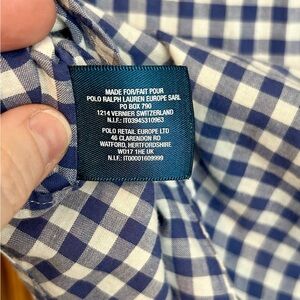 MADE FOR/FAIT POUR
POLO RALPH LAUREN EUROPE SARL
PO BOX 790
1214 VERNIER SWITZERLAND
N.I.F.: IT03945310963
POLO RETAIL EUROPE LTD
46 CLARENDON RD
WATFORD, HERTFORDSHIRE
WD17 1HE UK
N.I.F.: IT00001609999